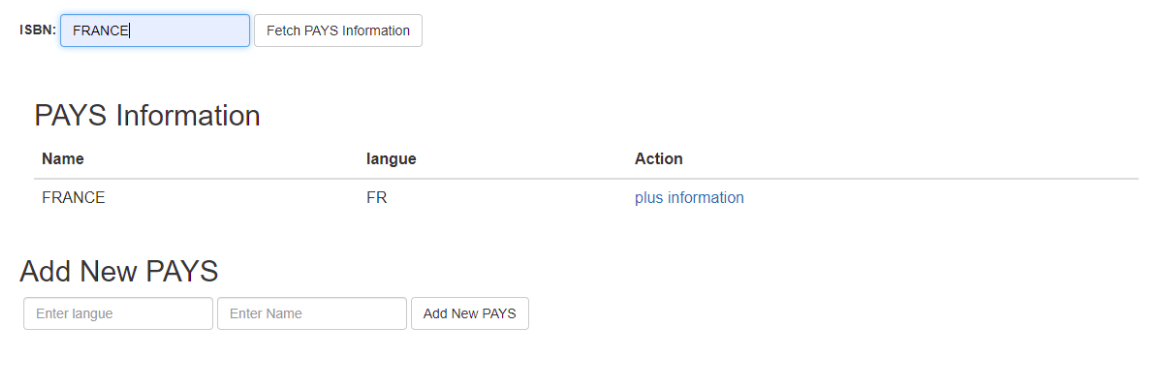 ISBN: FRANCE Fetch PAYS Information
PAYS Information
Name langue Action
FRANCE FR plus information
Add New PAYS
Enter langue Enter Name Add New PAYS